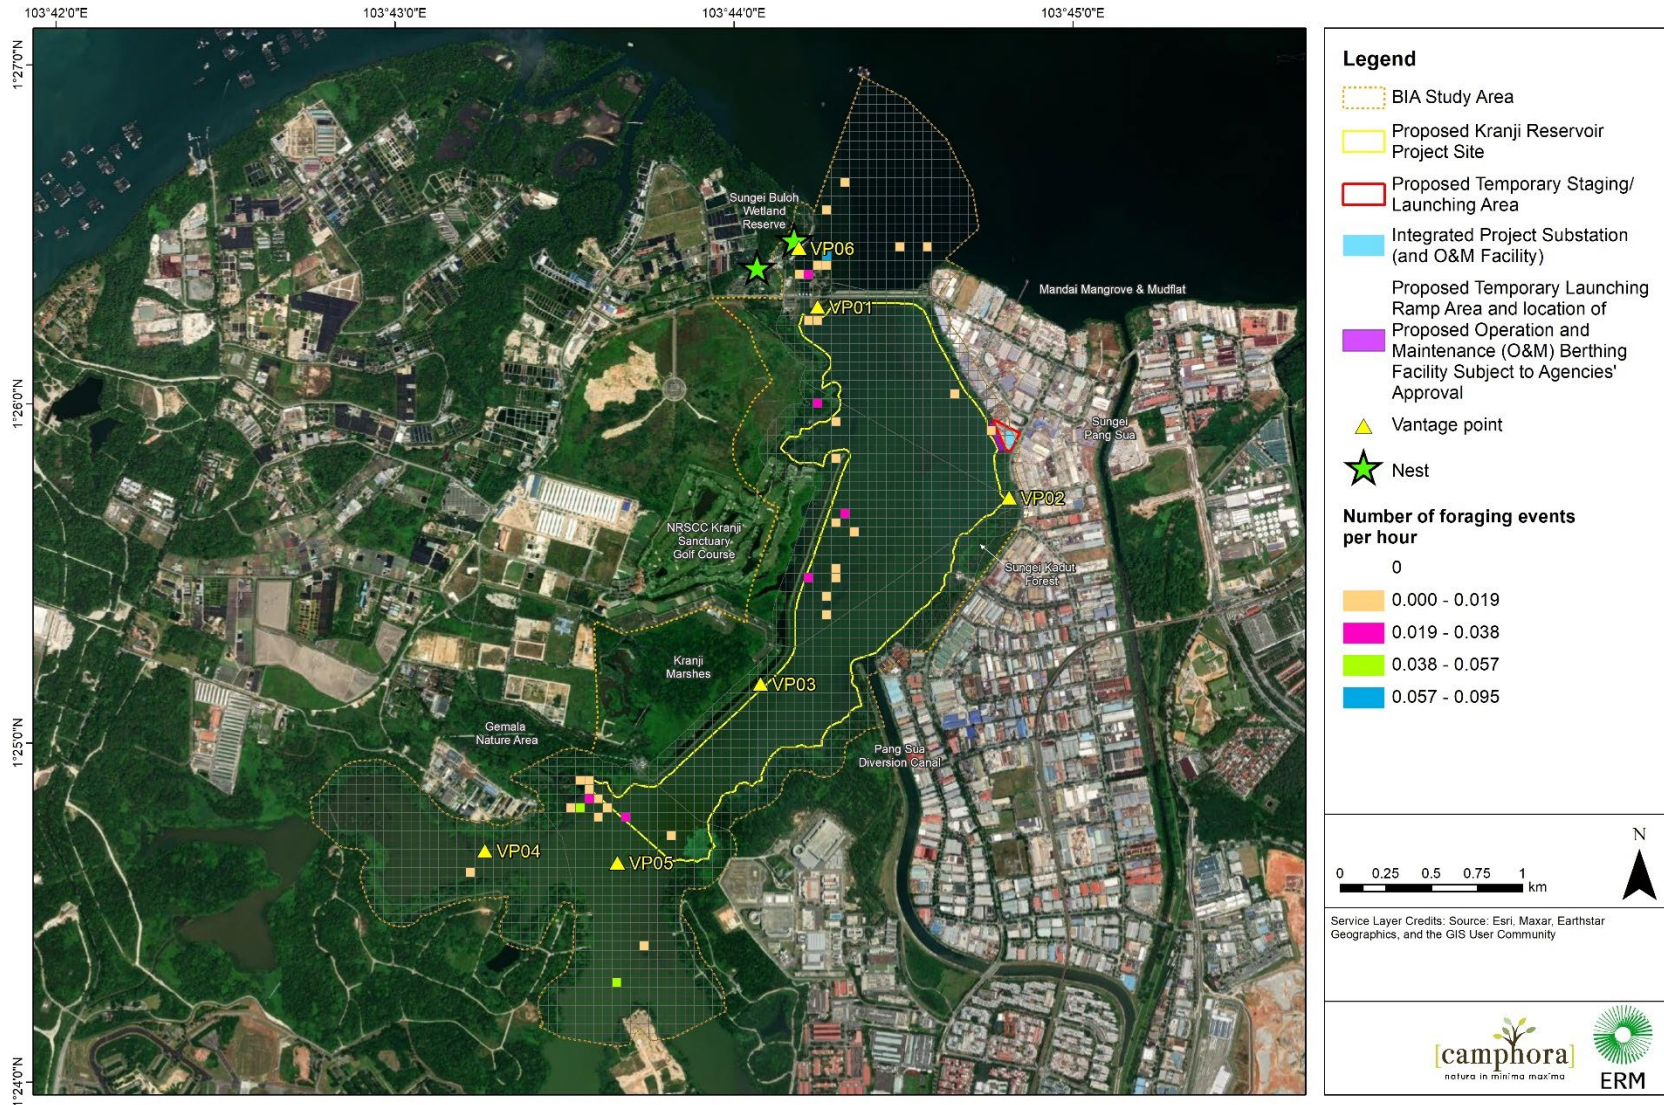 103°42'0"E
103°43'0"E
103°44'0"E
103°45'0"E
1°27'0"N
1°26'0"N
1°25'0"N
1°24'0"N
Sungei Buloh
Wetland
Reserve
VP06
VP01
Mandai Mangrove & Mudflat
Sungei
Pang Sua
VP02
NRSCC Kranji
Sanctuary
Golf Course
Sungei Kadut
Forest
Kranji
Marshes
VP03
Gemala
Nature Area
Pang Sua
Diversion Canal
VP04
VP05
Legend
BIA Study Area
Proposed Kranji Reservoir
Project Site
Proposed Temporary Staging/
Launching Area
Integrated Project Substation
(and O&M Facility)
Proposed Temporary Launching
Ramp Area and location of
Proposed Operation and
Maintenance (O&M) Berthing
Facility Subject to Agencies'
Approval
Vantage point
Nest
Number of foraging events
per hour
0
0.000 - 0.019
0.019 - 0.038
0.038 - 0.057
0.057 - 0.095
N
0 0.25 0.5 0.75 1
km
Service Layer Credits: Source: Esri, Maxar, Earthstar
Geographics, and the GIS User Community
[camphora]
natura in minima maxima
ERM